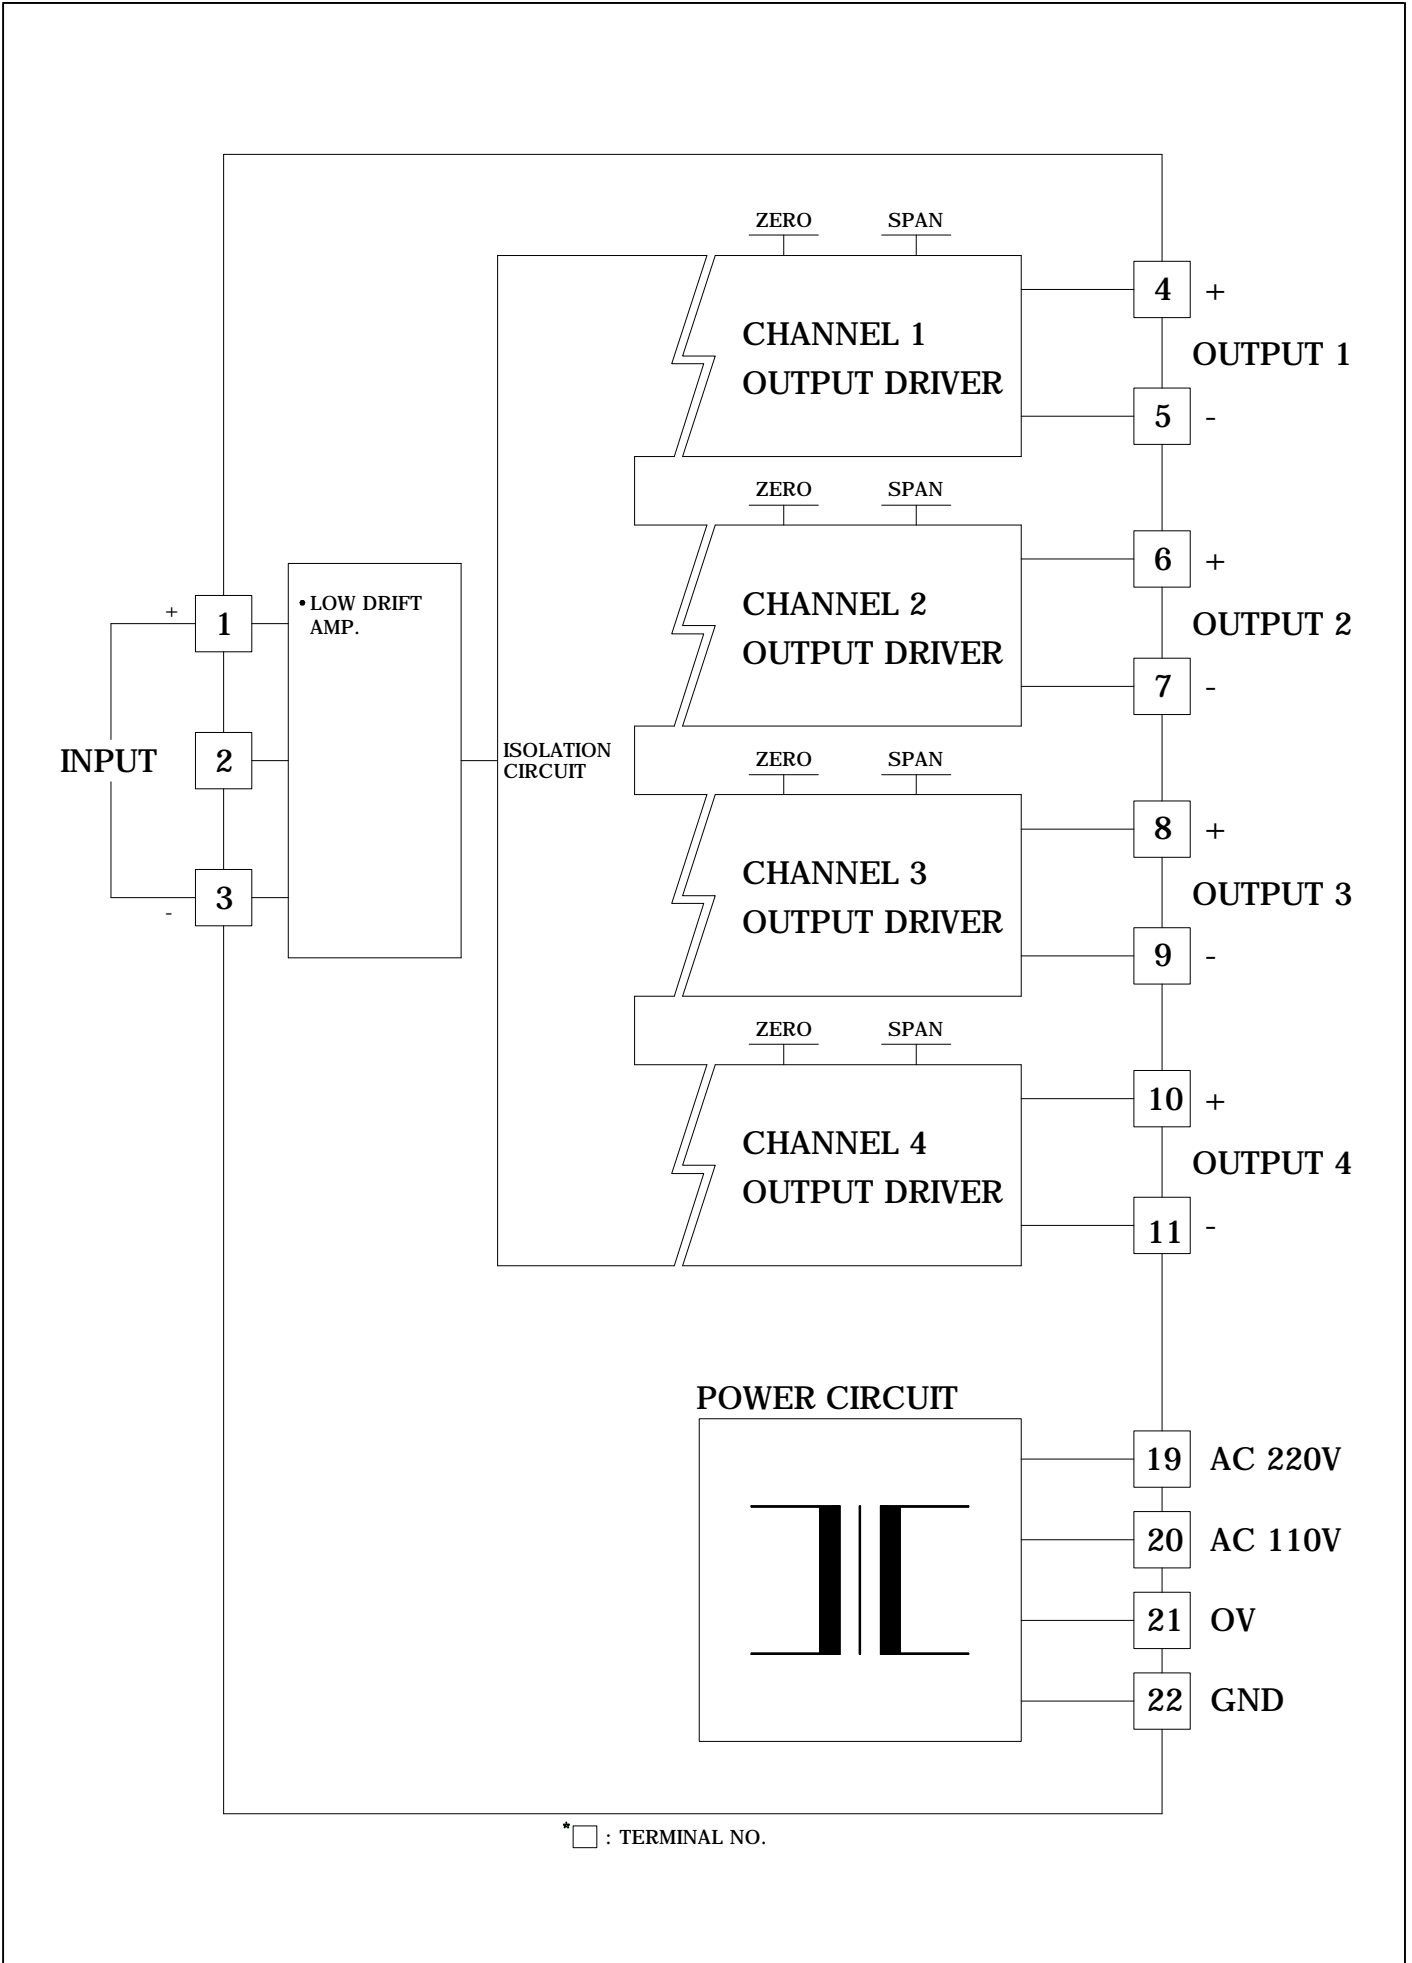 ZERO SPAN
4 +
CHANNEL 1
OUTPUT DRIVER
OUTPUT 1
5 -
ZERO SPAN
6 +
CHANNEL 2
OUTPUT DRIVER
OUTPUT 2
7 -
+ 1
• LOW DRIFT
AMP.
INPUT
2
3
-
ISOLATION
CIRCUIT
ZERO SPAN
8 +
CHANNEL 3
OUTPUT DRIVER
OUTPUT 3
9 -
ZERO SPAN
10 +
CHANNEL 4
OUTPUT DRIVER
OUTPUT 4
11 -
POWER CIRCUIT
19 AC 220V
20 AC 110V
21 OV
22 GND
*□ : TERMINAL NO.